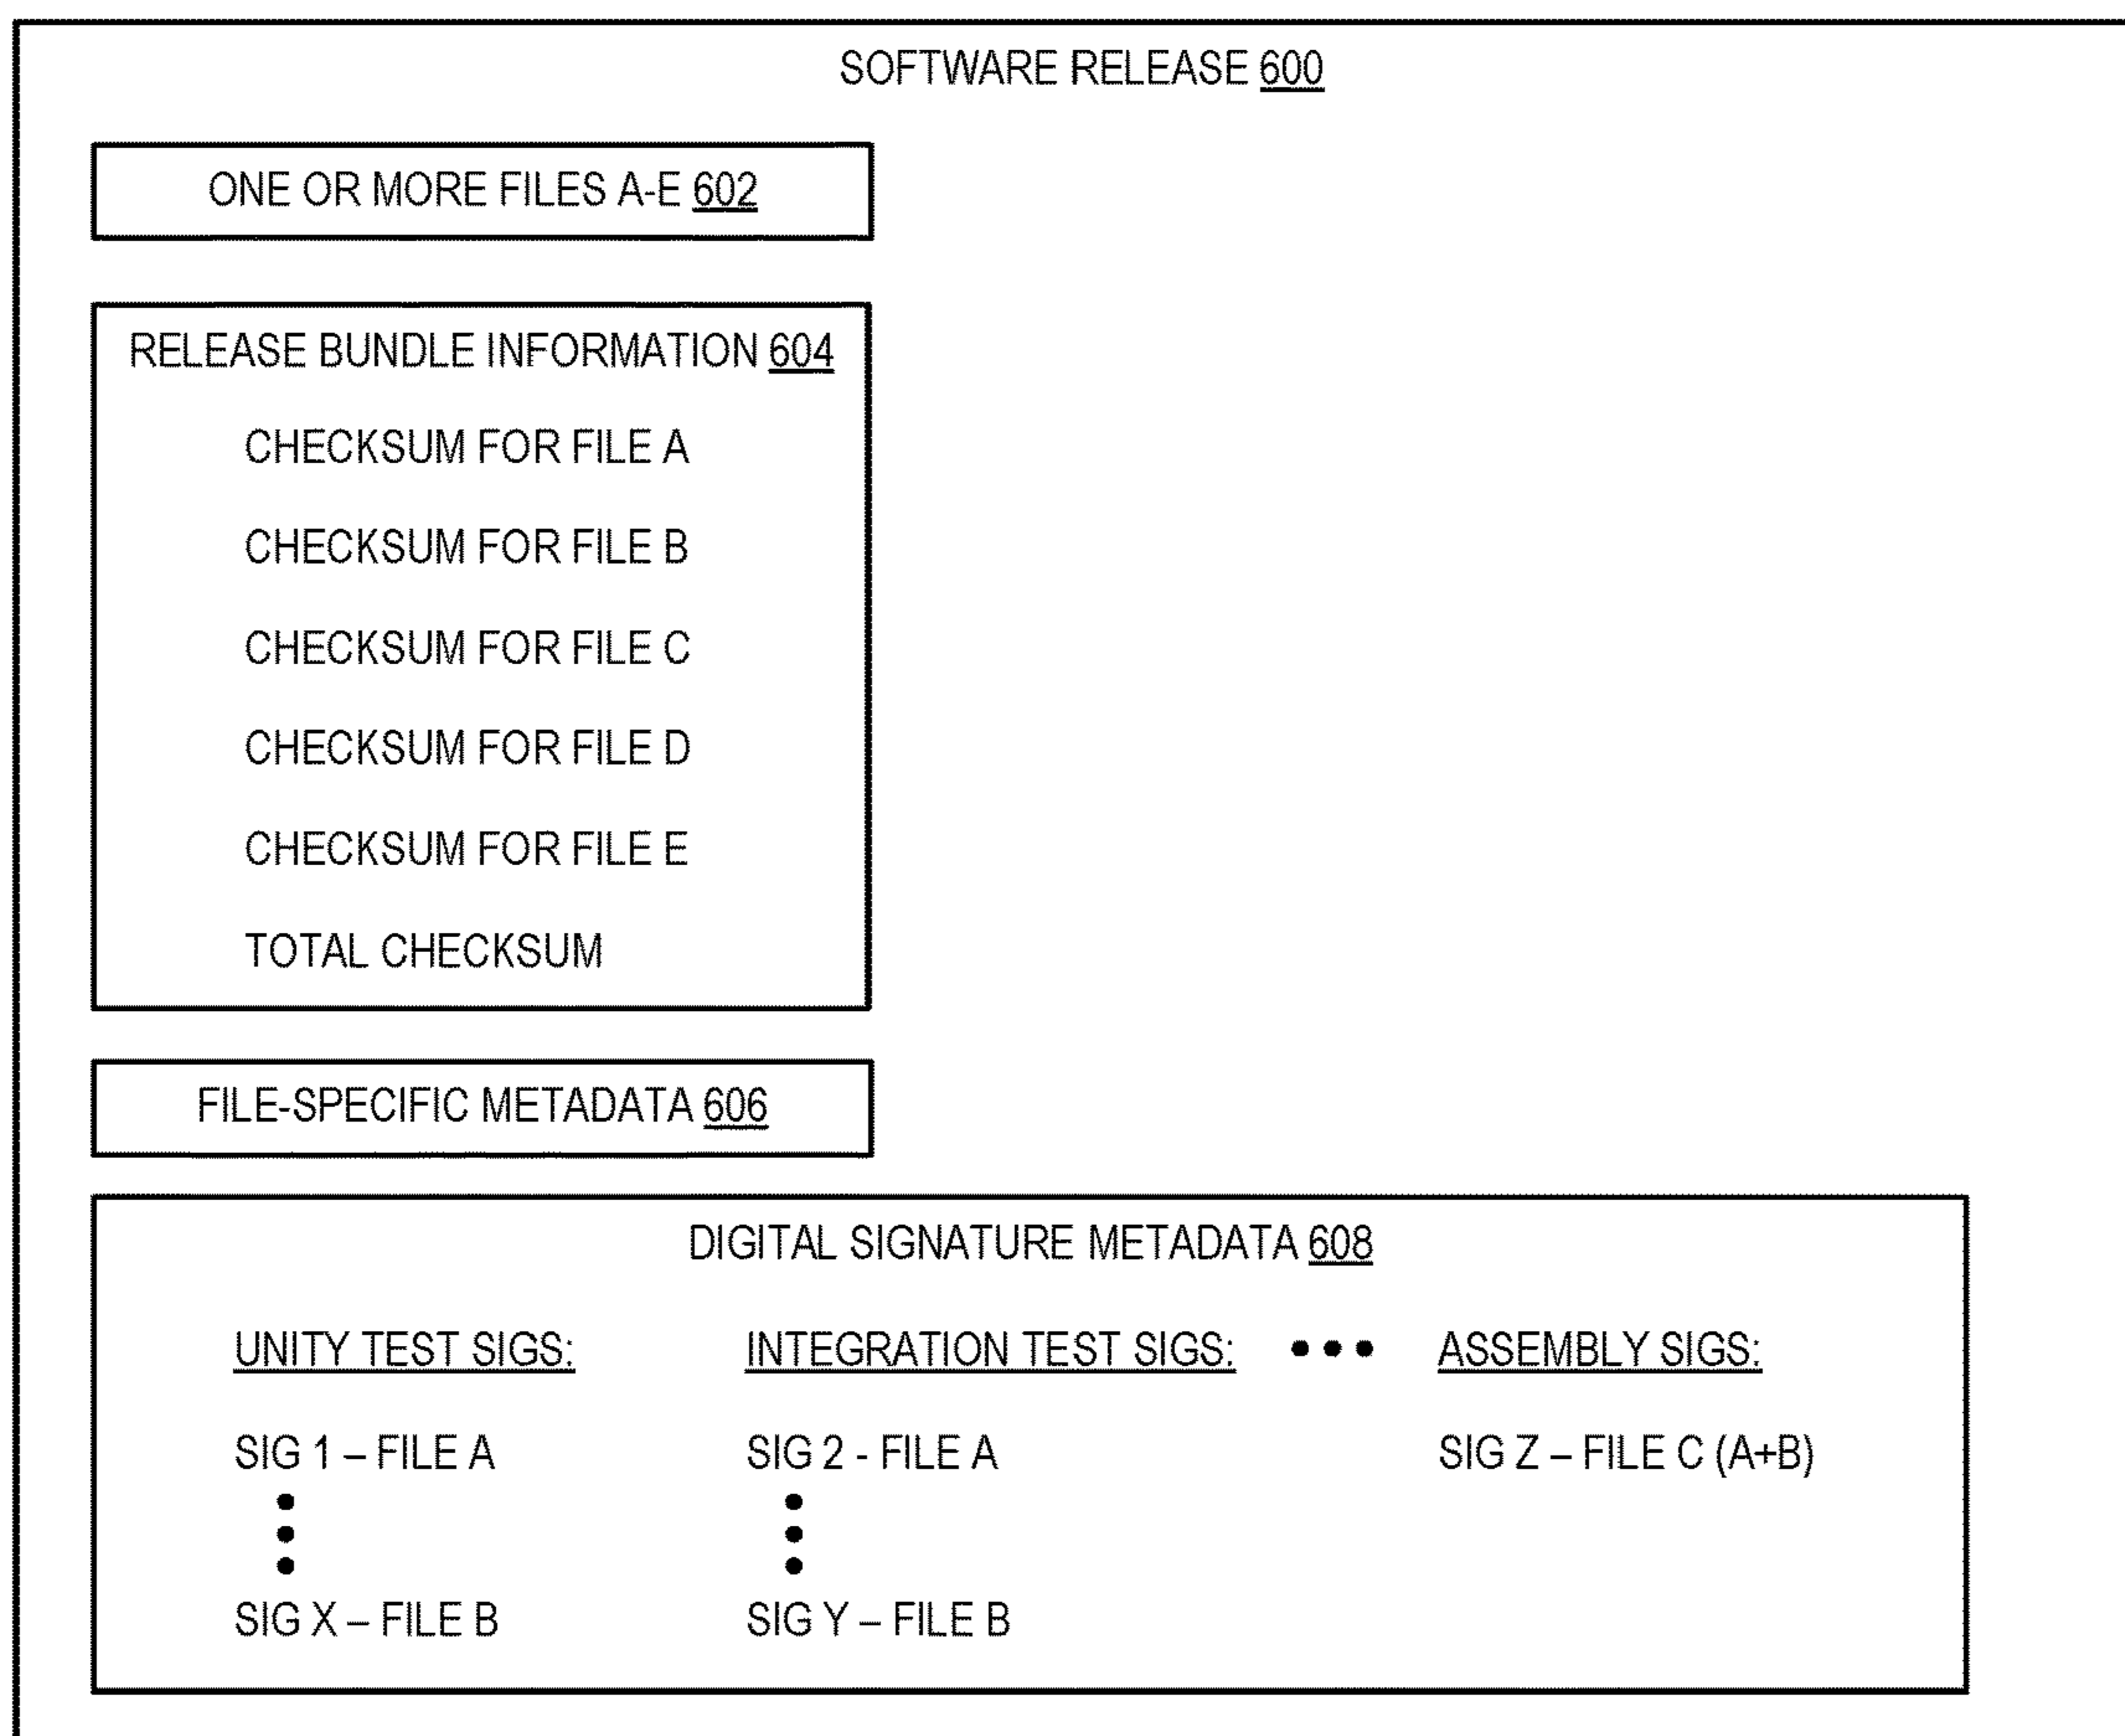 SOFTWARE RELEASE 600
ONE OR MORE FILES A-E 602
RELEASE BUNDLE INFORMATION 604
CHECKSUM FOR FILE A
CHECKSUM FOR FILE B
CHECKSUM FOR FILE C
CHECKSUM FOR FILE D
CHECKSUM FOR FILE E
TOTAL CHECKSUM
FILE-SPECIFIC METADATA 606
DIGITAL SIGNATURE METADATA 608
UNITY TEST SIGS: INTEGRATION TEST SIGS: ••• ASSEMBLY SIGS:
SIG 1 – FILE A SIG 2 - FILE A SIG Z – FILE C (A+B)
SIG X – FILE B SIG Y – FILE B